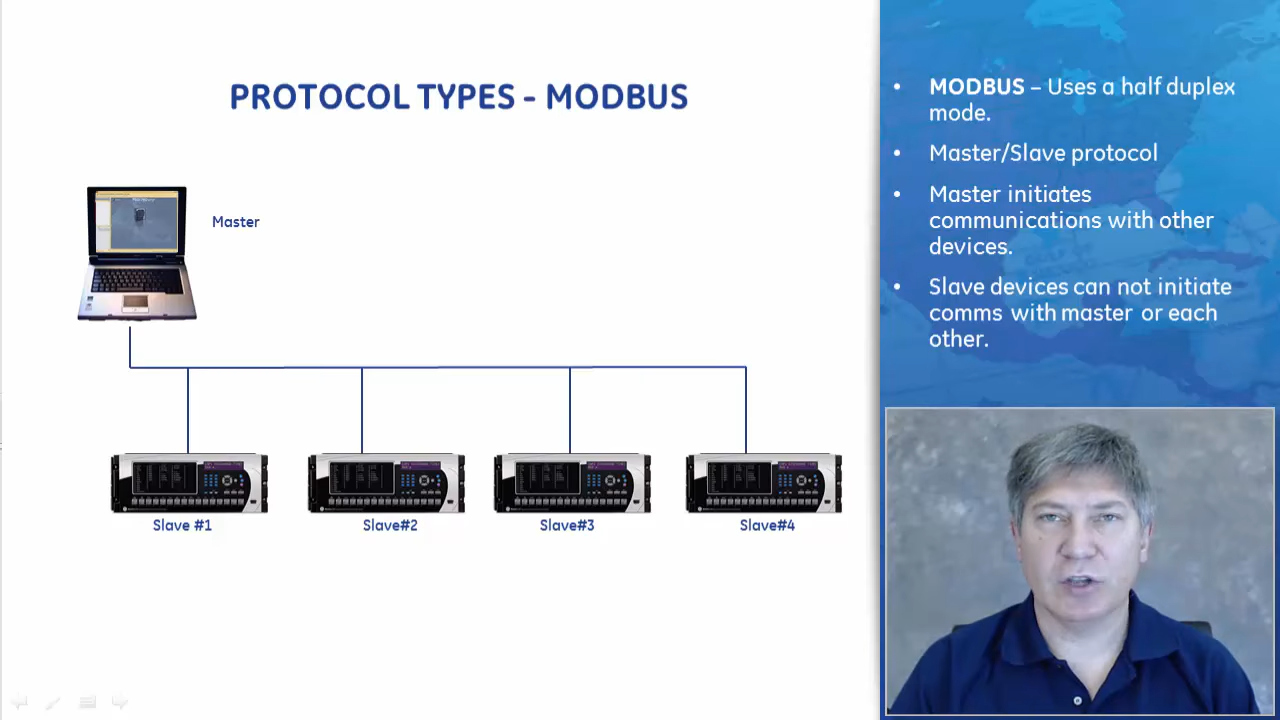 PROTOCOL TYPES - MODBUS
Master
Slave #1
Slave#2
Slave#3
Slave#4
• MODBUS – Uses a half duplex
mode.
• Master/Slave protocol
• Master initiates
communications with other
devices.
• Slave devices can not initiate
comms with master or each
other.